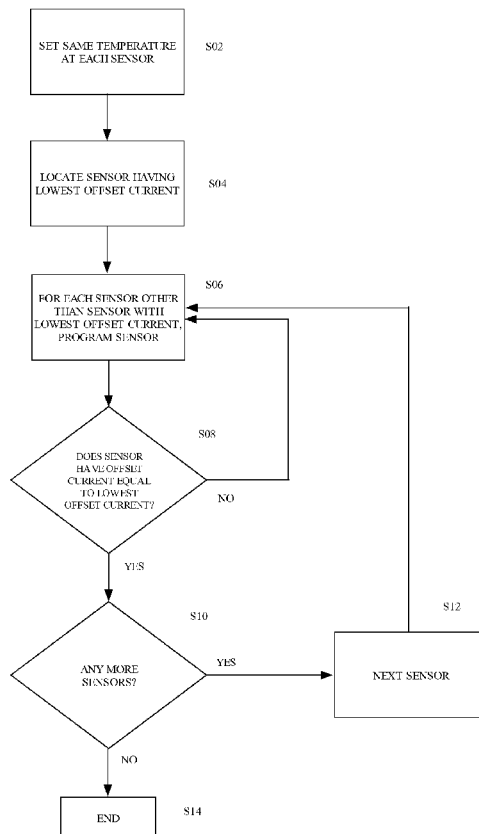 SET SAME TEMPERATURE
AT EACH SENSOR
S02
LOCATE SENSOR HAVING
LOWEST OFFSET CURRENT
S04
S06
FOR EACH SENSOR OTHER
THAN SENSOR WITH
LOWEST OFFSET CURRENT,
PROGRAM SENSOR
S08
DOES SENSOR
HAVE OFFSET
CURRENT EQUAL
TO LOWEST
OFFSET CURRENT?
NO
YES
S10
S12
ANY MORE
SENSORS?
YES
NEXT SENSOR
NO
END
S14